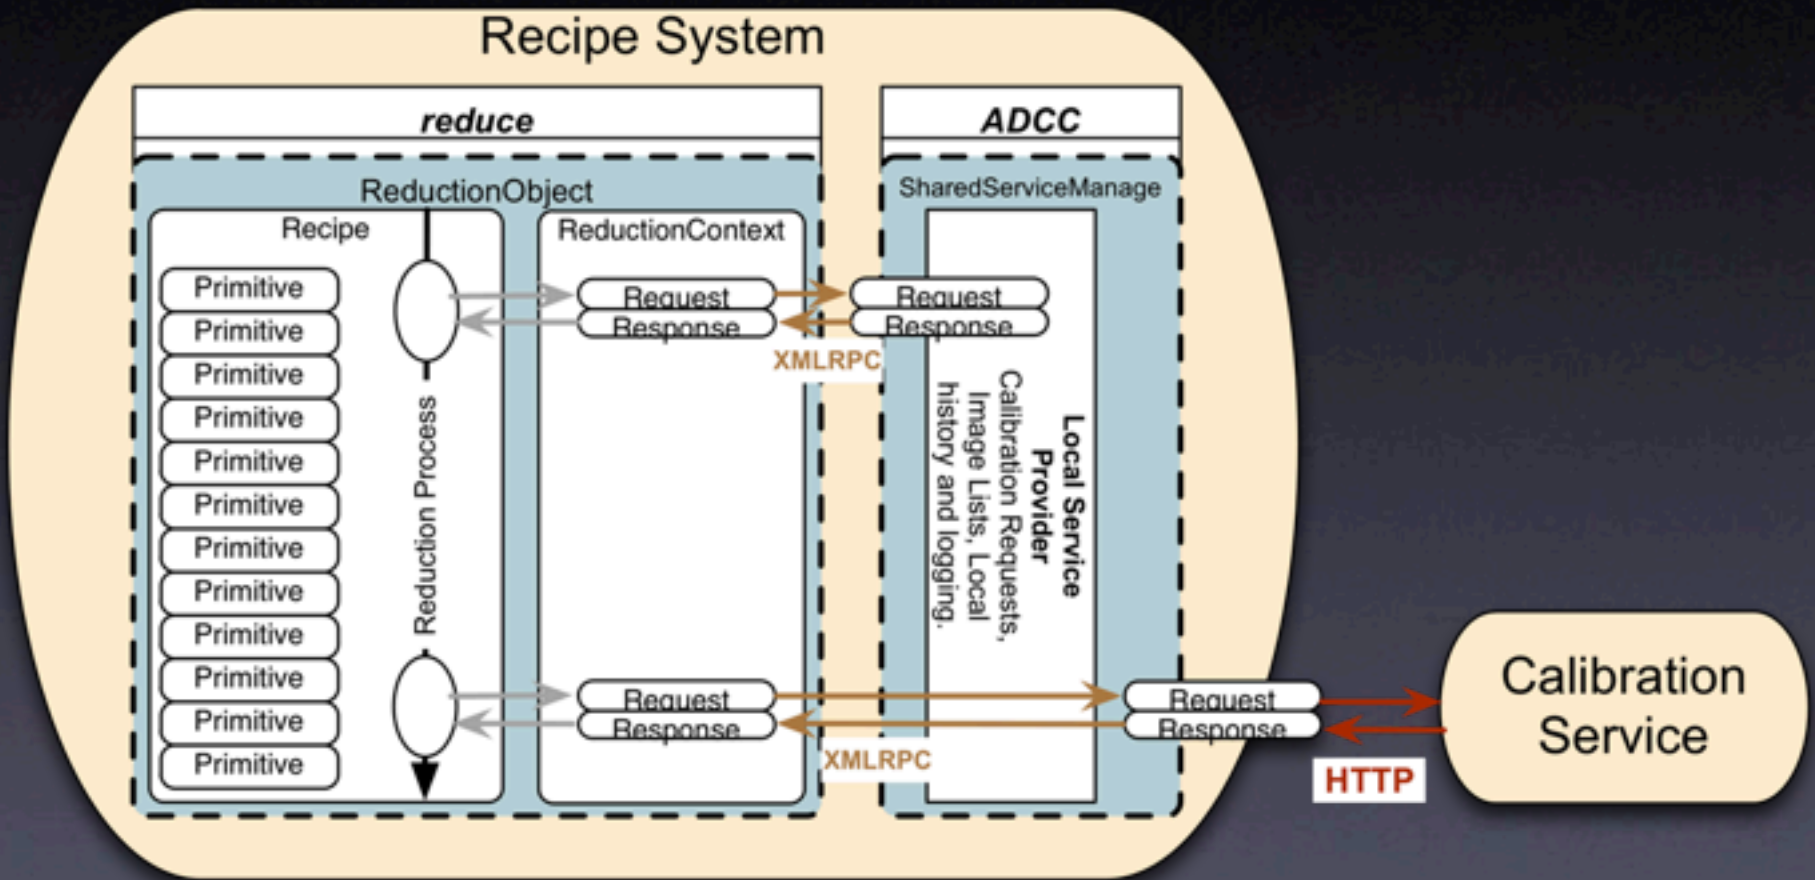 Recipe System
reduce
ADCC
ReductionObject
SharedServiceManage
Recipe
ReductionContext
Primitive
Primitive
Primitive
Primitive
Primitive
Primitive
Primitive
Primitive
Primitive
Primitive
Primitive
Primitive
Reduction Process
Request
Response
Request
Response
XMLRPC
Request
Response
Request
Response
XMLRPC
Local Service
Provider
Calibration Requests,
Image Lists, Local
history and logging.
HTTP
Calibration
Service